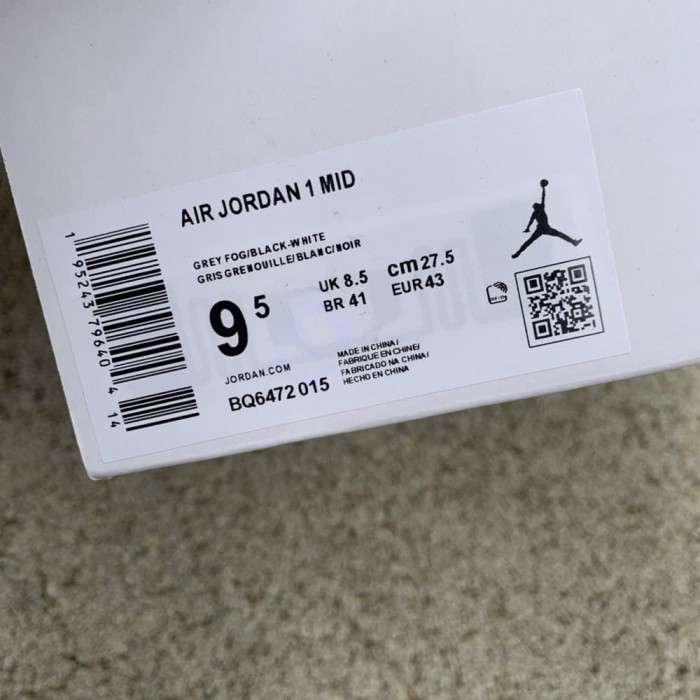 AIR JORDAN 1 MID
GREY FOG/BLACK-WHITE
GRIS GRENOUILLE/BLANC/NOIR
9 5
UK 8.5
BR 41
cm 27.5
EUR 43
JORDAN.COM
BQ6472 015
MADE IN CHINA/
FABRIQUE EN CHINE/
FABRICADO NA CHINA/
HECHO EN CHINA
1 95243 79640 4 14